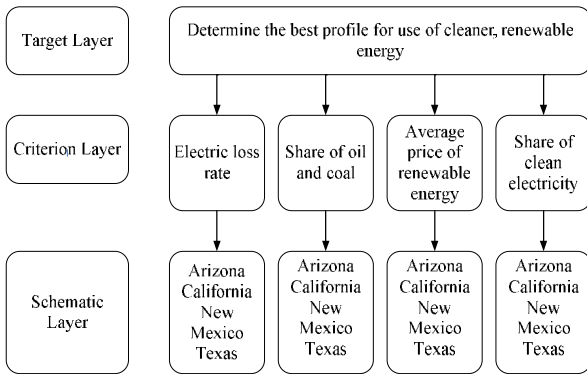 Target Layer
Determine the best profile for use of cleaner, renewable
energy
Criterion Layer
Electric loss
rate
Share of oil
and coal
Average
price of
renewable
energy
Share of
clean
electricity
Schematic
Layer
Arizona
California
New
Mexico
Texas
Arizona
California
New
Mexico
Texas
Arizona
California
New
Mexico
Texas
Arizona
California
New
Mexico
Texas